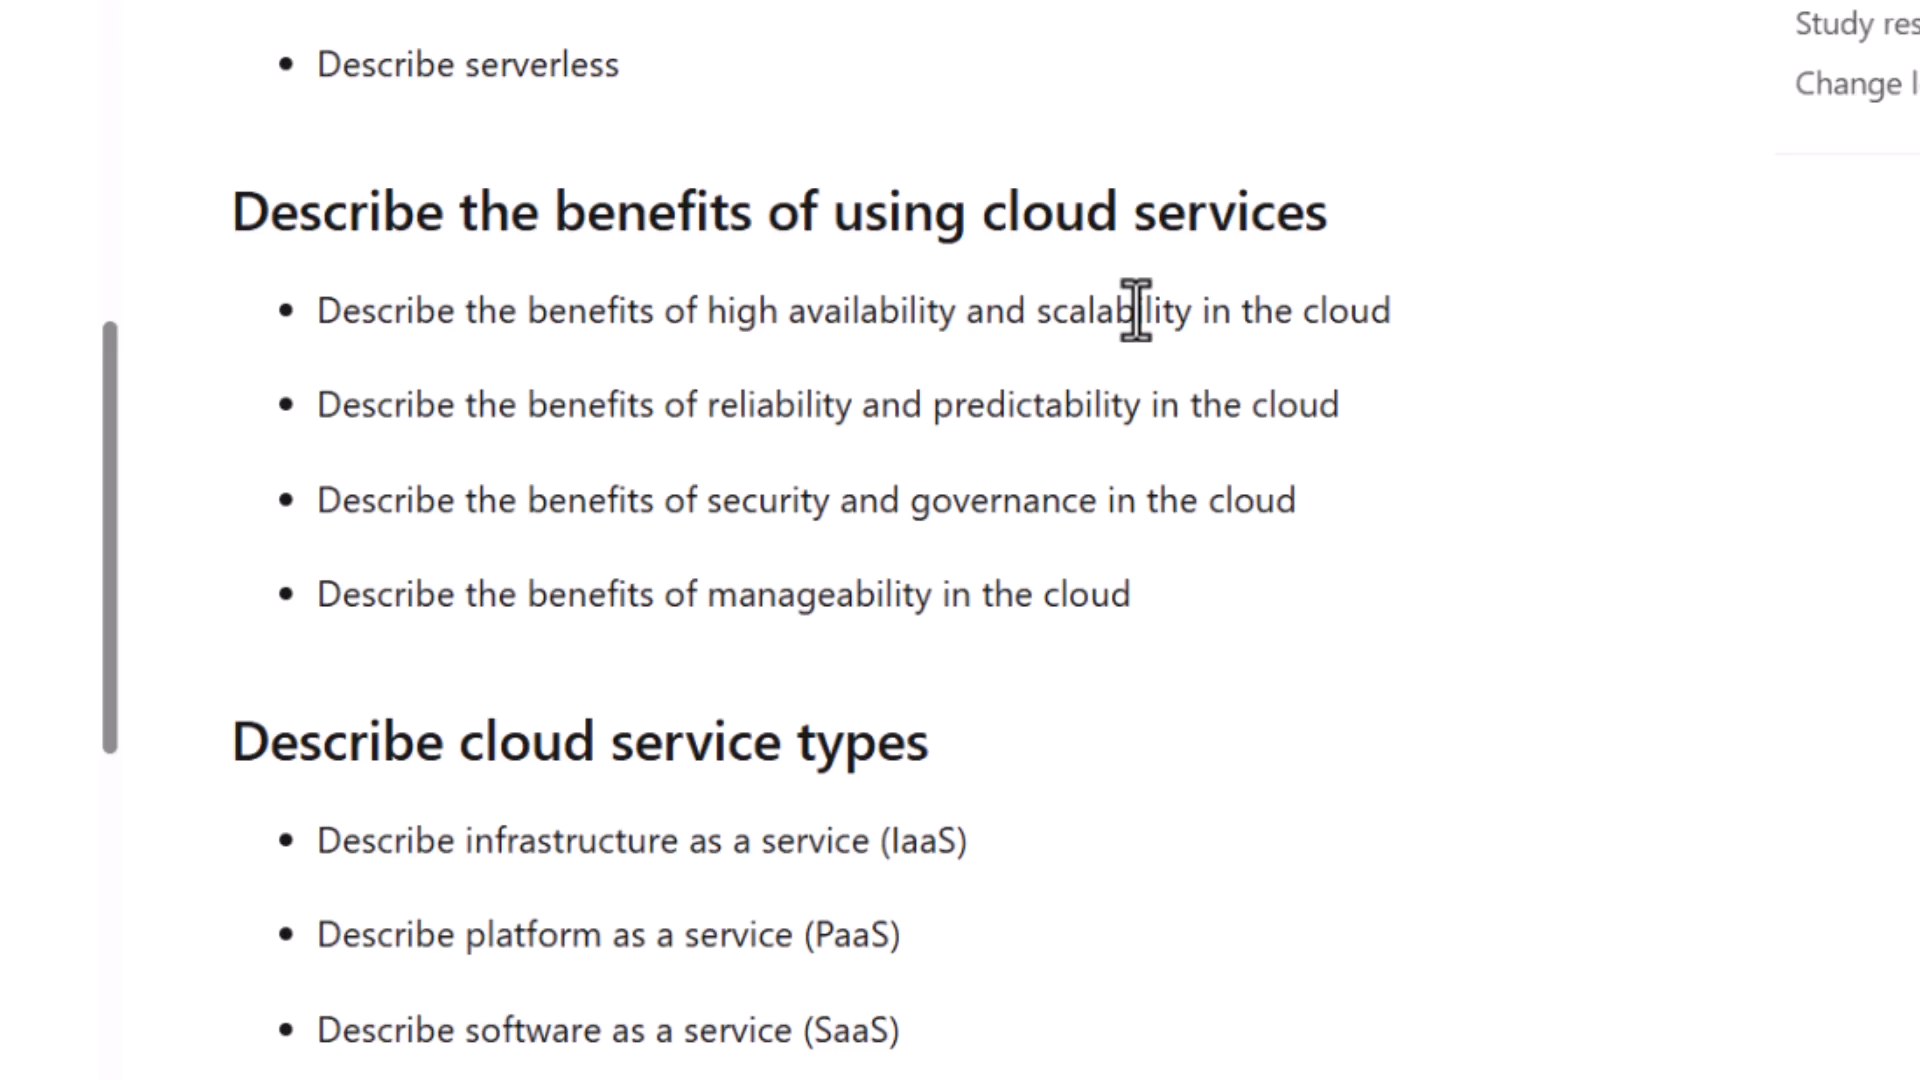 Describe serverless
Describe the benefits of using cloud services
Describe the benefits of high availability and scalability in the cloud
Describe the benefits of reliability and predictability in the cloud
Describe the benefits of security and governance in the cloud
Describe the benefits of manageability in the cloud
Describe cloud service types
Describe infrastructure as a service (IaaS)
Describe platform as a service (PaaS)
Describe software as a service (SaaS)
Study
Change